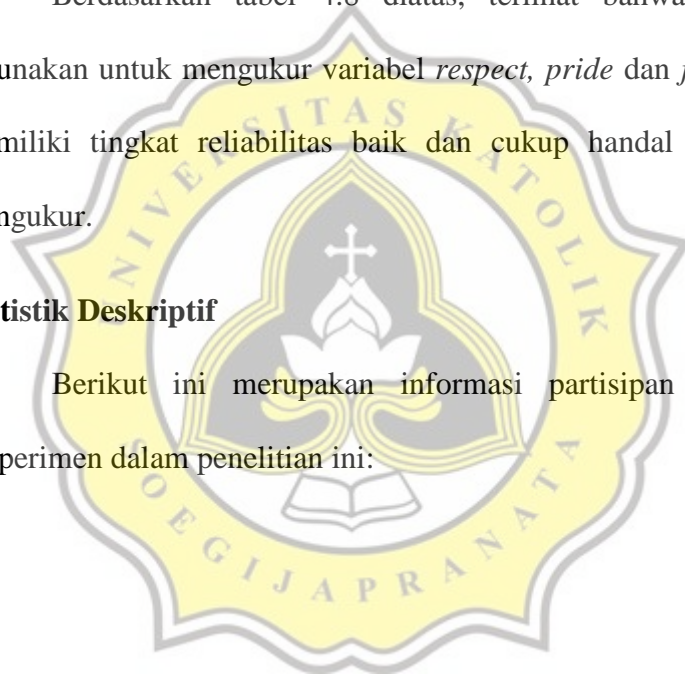 Berdasarkan tabel 4.8 diatas, terlihat bahwa
unakan untuk mengukur variabel respect, pride dan
miliki tingkat reliabilitas baik dan cukup handal
ngukur.
tistik Deskriptif
Berikut ini merupakan informasi partisipan
perimen dalam penelitian ini:
UNIVERSITAS KATOLIK
SOEGIJAPRANATA